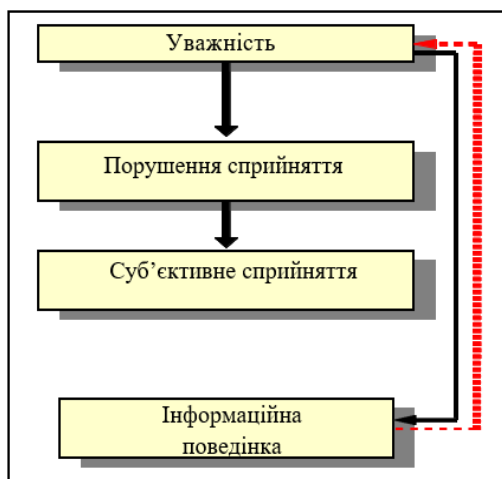 Уважність
Порушення сприйняття
Суб’єктивне сприйняття
Інформаційна
поведінка